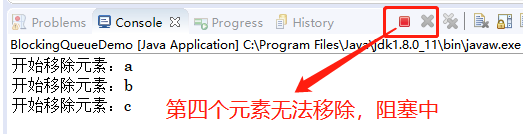 Problems Console Progress History
BlockingQueueDemo [Java Application] C:\Program Files\Java\jdk1.8.0_11\bin\javaw.exe
开始移除元素：a
开始移除元素：b
开始移除元素：c
第四个元素无法移除，阻塞中